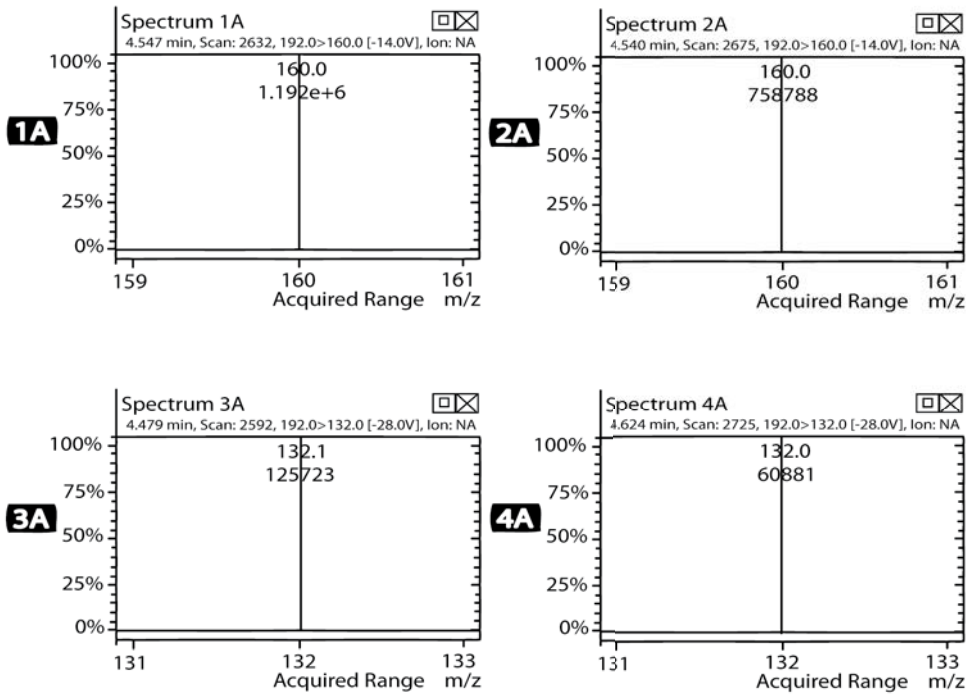 Spectrum 1A
4.547 min, Scan: 2632, 192.0>160.0 [-14.0V], Ion: NA
100%
160.0
1.192e+6
75%
1A
50%
25%
0%
159 160 161
Acquired Range m/z
Spectrum 2A
4.540 min, Scan: 2675, 192.0>160.0 [-14.0V], Ion: NA
100%
160.0
758788
75%
2A
50%
25%
0%
159 160 161
Acquired Range m/z
Spectrum 3A
4.479 min, Scan: 2592, 192.0>132.0 [-28.0V], Ion: NA
100%
132.1
125723
75%
3A
50%
25%
0%
131 132 133
Acquired Range m/z
Spectrum 4A
4.624 min, Scan: 2725, 192.0>132.0 [-28.0V], Ion: NA
100%
132.0
60881
75%
4A
50%
25%
0%
131 132 133
Acquired Range m/z